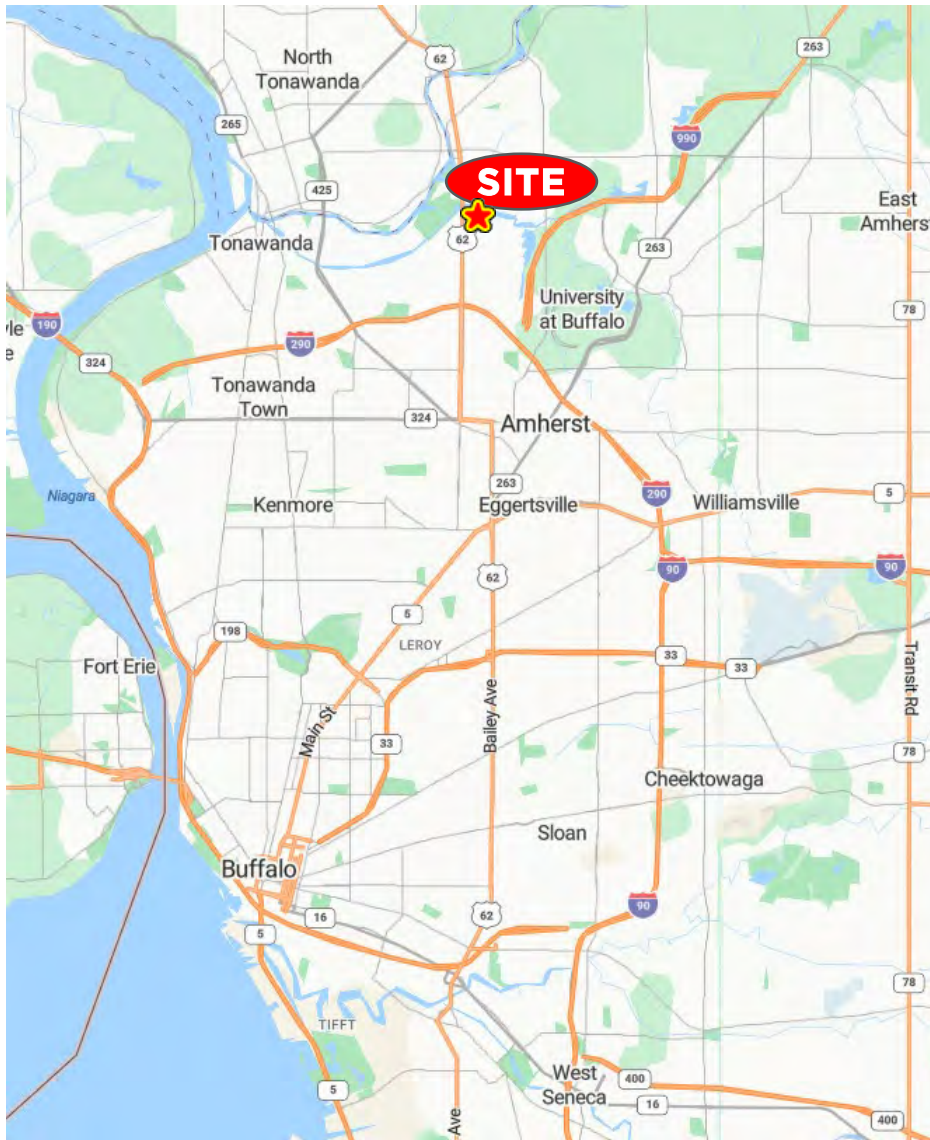 263
North
Tonawanda
62
265
990
SITE
425
East
Amherst
Tonawanda
62
263
University
at Buffalo
78
190
290
324
Tonawanda
Town
324
Amherst
263
290
5
Niagara
Kenmore
Eggertsville
Williamsville
90
90
62
5
198
LEROY
33
33
Fort Erie
Transit Rd
Main St
Bailey Ave
33
78
Cheektowaga
Sloan
Buffalo
90
16
62
5
78
TIFFT
West
Seneca
400
5
16
Ave
400